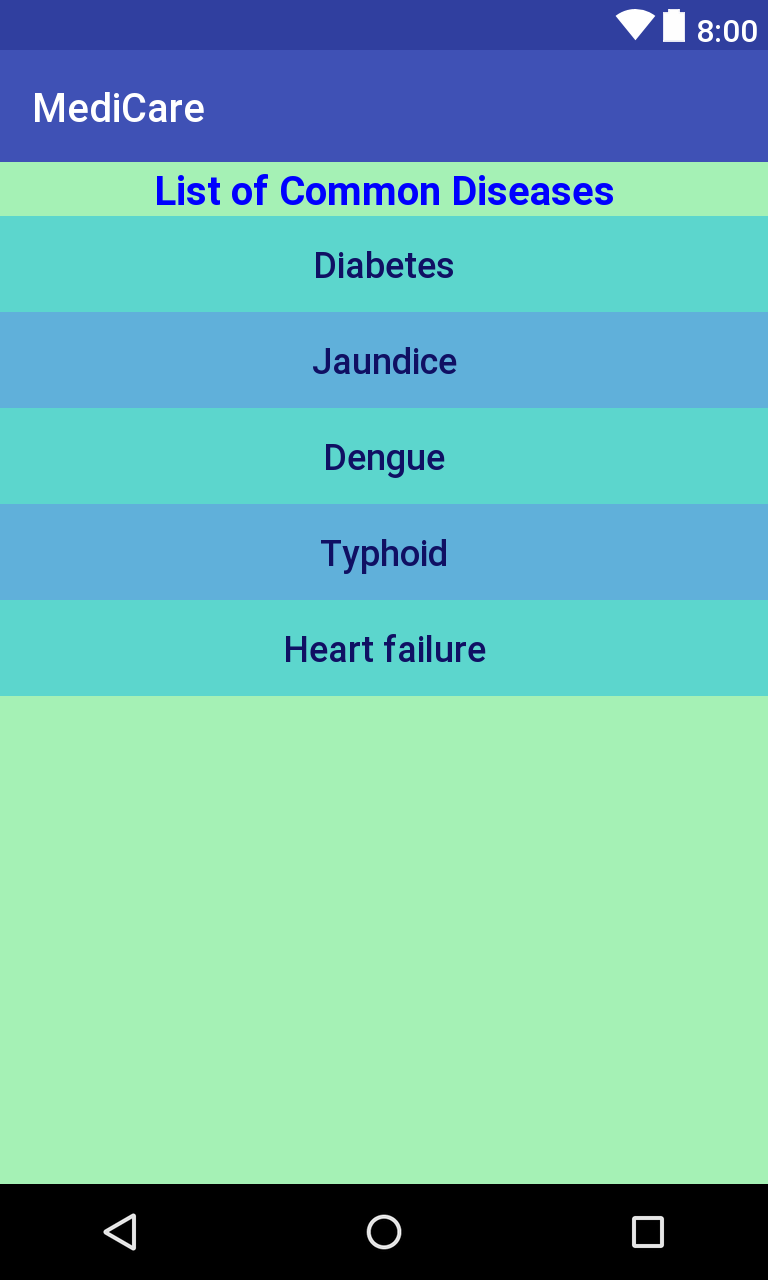 8:00
MediCare
List of Common Diseases
Diabetes
Jaundice
Dengue
Typhoid
Heart failure